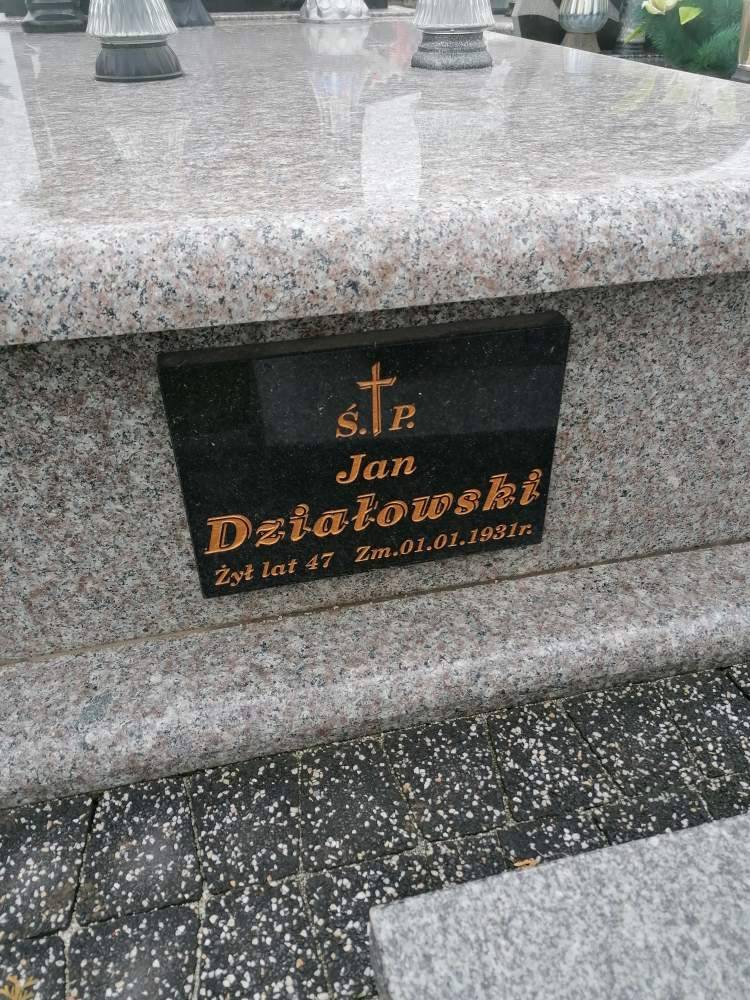 Ś. P.
Jan
Działowski
Żył lat 47 Zm.01.01.1931r.